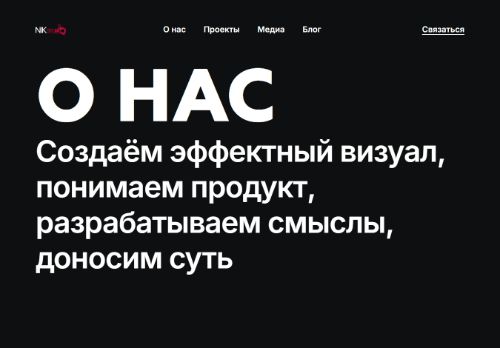 О нас Проекты Медиа Блог Связаться
О НАС
Создаём эффектный визуал,
понимаем продукт,
разрабатываем смыслы,
доносим суть